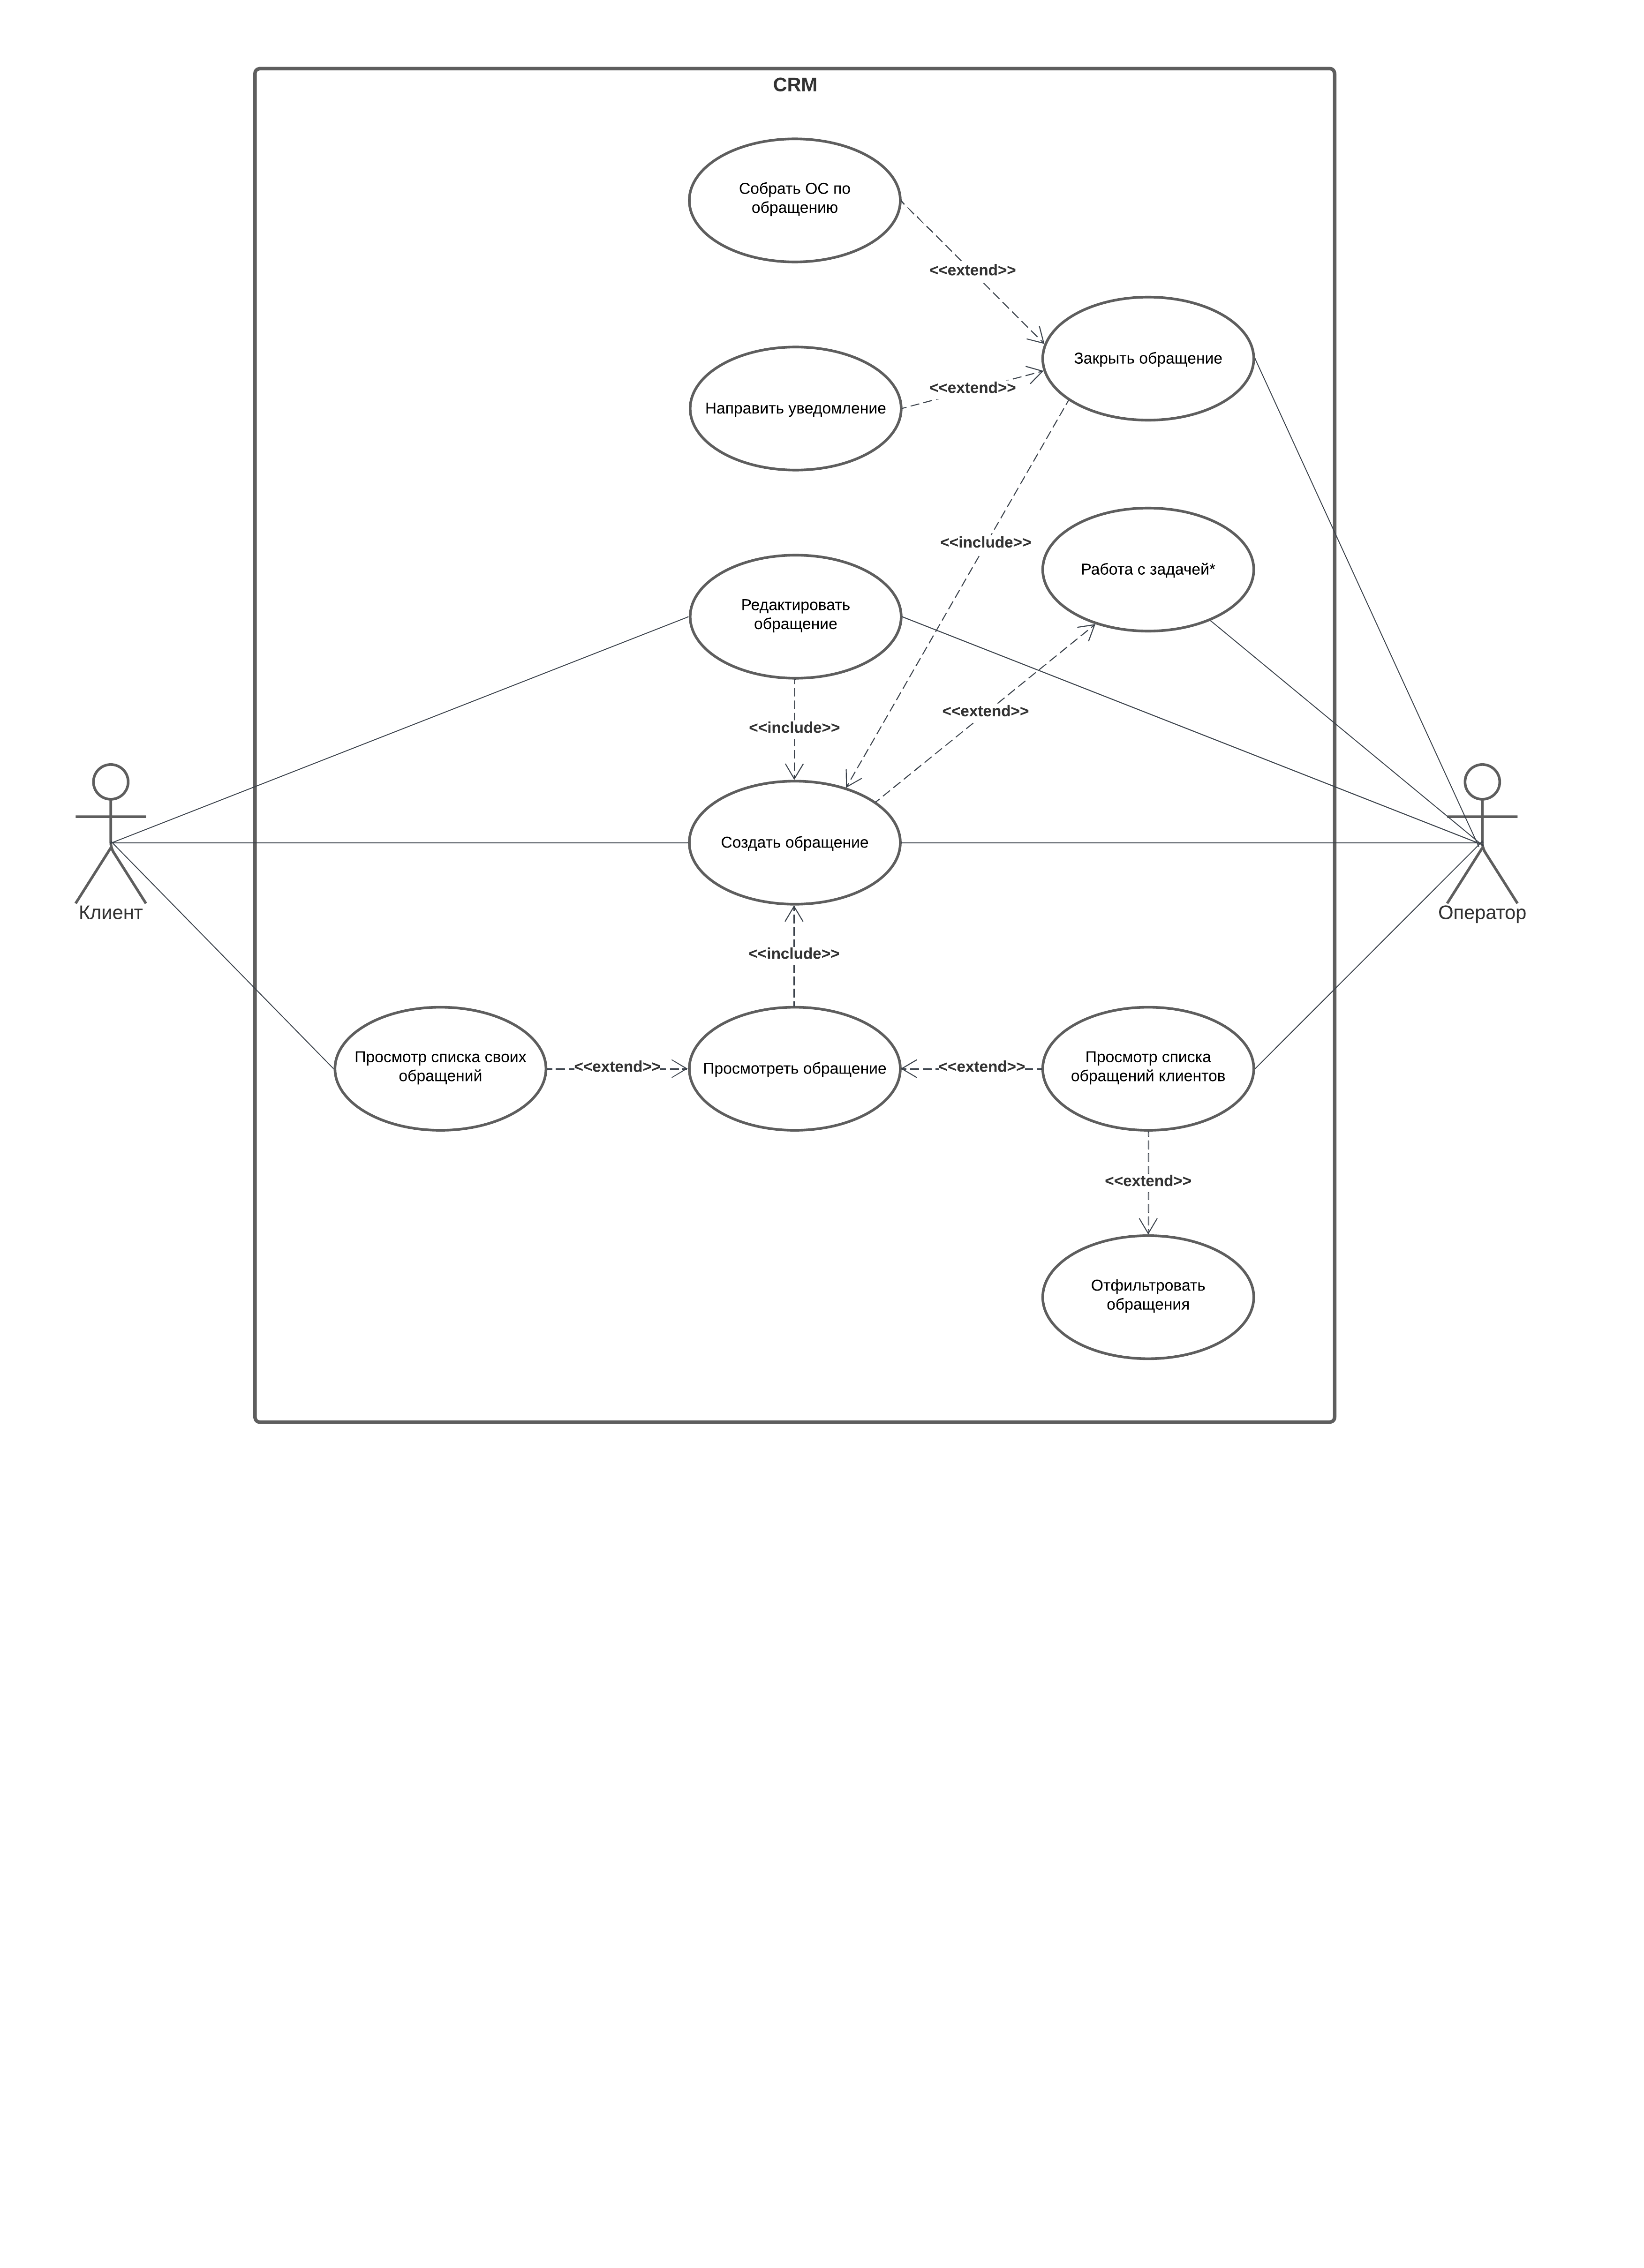 CRM
Собрать ОС по
обращению
<<extend>>
Закрыть обращение
<<extend>>
Направить уведомление
<<include>>
Работа с задачей*
Редактировать
обращение
<<extend>>
<<include>>
Создать обращение
Клиент
Оператор
<<include>>
Просмотр списка своих
обращений
<<extend>>
Просмотреть обращение
<<extend>>
Просмотр списка
обращений клиентов
<<extend>>
Отфильтровать
обращения